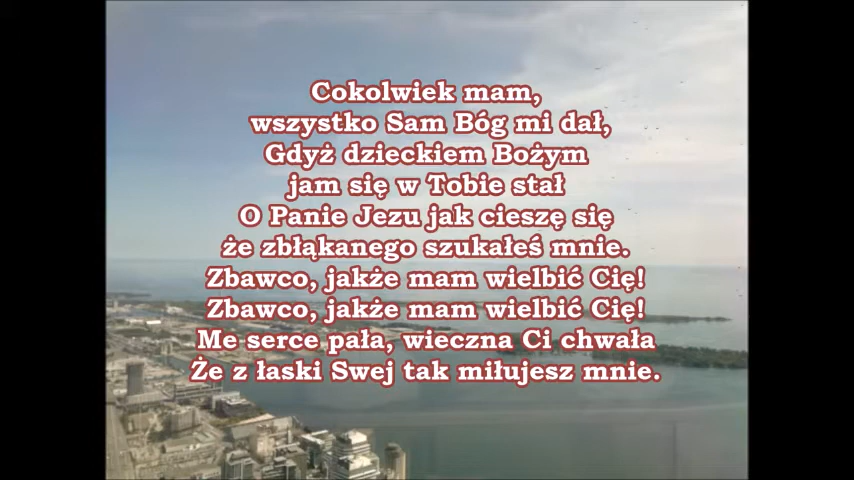 Cokolwiek mam,
wszystko Sam Bóg mi dał,
Gdyż dzieckiem Bożym
jam się w Tobie stał
O Panie Jezu jak cieszę się
że zbłąkanego szukałeś mnie.
Zbawco, jakże mam wielbić Cię!
Zbawco, jakże mam wielbić Cię!
Me serce pała, wieczna Ci chwała
Że z łaski Swej tak miłujesz mnie.